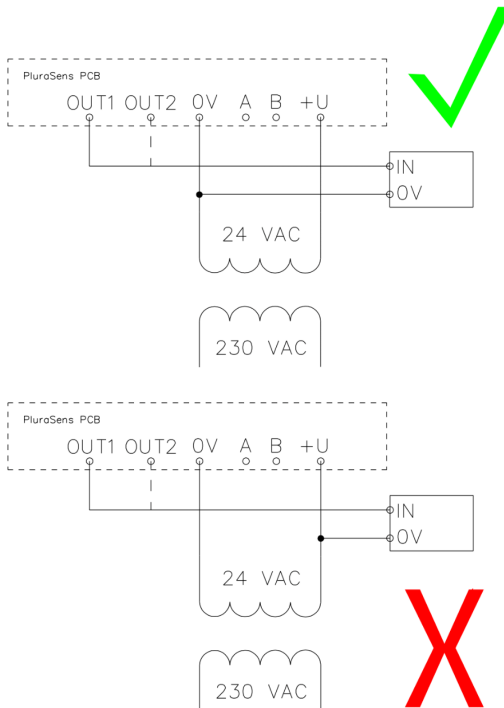 PluraSens PCB
OUT1 OUT2 0V A B +U
IN
0V
24 VAC
230 VAC
PluraSens PCB
OUT1 OUT2 0V A B +U
IN
0V
24 VAC
230 VAC